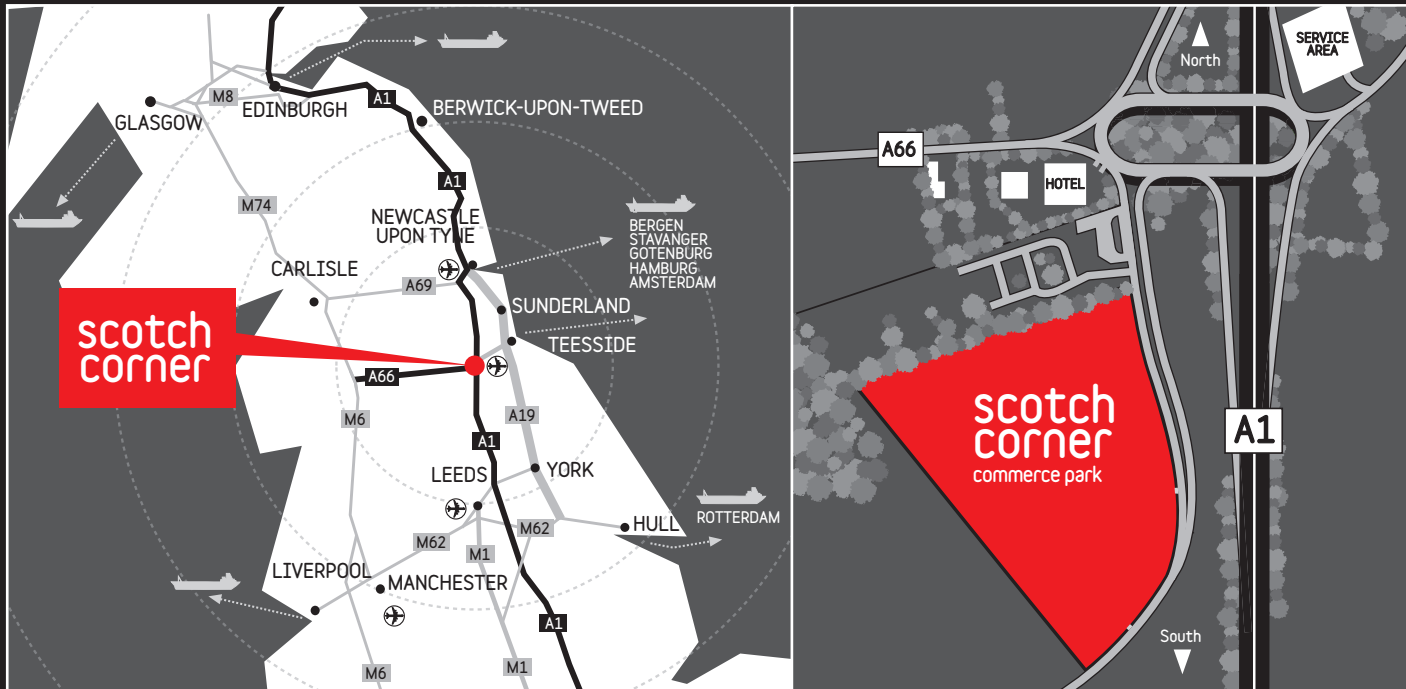 M8
EDINBURGH
A1
BERWICK-UPON-TWEED
GLASGOW
A1
M74
NEWCASTLE
UPON TYNE
BERGEN
STAVANGER
GOTENBURG
HAMBURG
AMSTERDAM
CARLISLE
A69
SUNDERLAND
scotch
corner
TEESSIDE
A66
M6
A19
A1
LEEDS
YORK
ROTTERDAM
HULL
M62
M62
M1
LIVERPOOL
MANCHESTER
A1
M6
M1
North
SERVICE
AREA
A66
HOTEL
scotch
corner
commerce park
A1
South